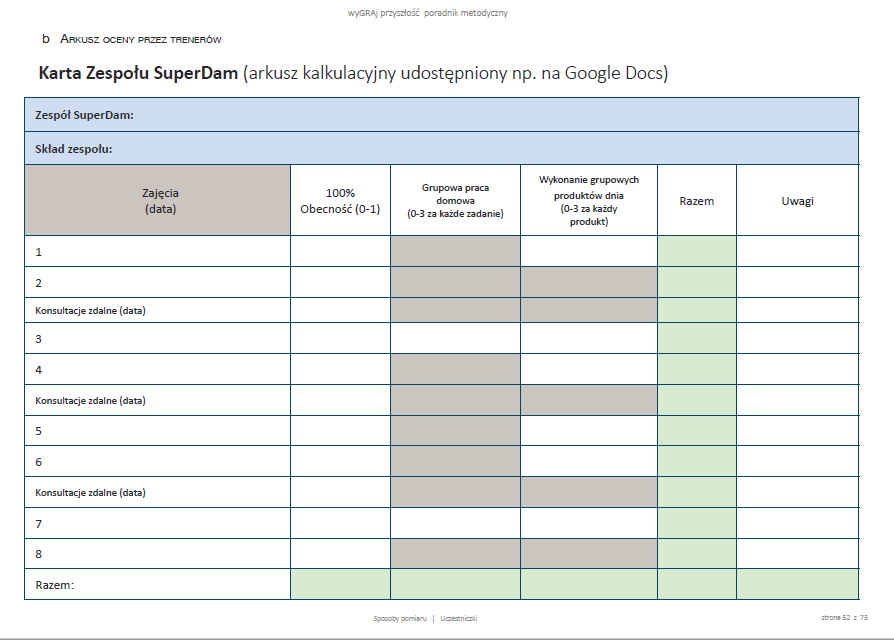 wyGRAj przyszłość poradnik metodyczny
b Arkusz oceny przez trenerów
Karta Zespołu SuperDam (arkusz kalkulacyjny udostępniony np. na Google Docs)
Zespół SuperDam:
Skład zespołu:
Zajęcia
(data)
100%
Obecność (0-1)
Grupowa praca
domowa
(0-3 za każde zadanie)
Wykonanie grupowych
produktów dnia
(0-3 za każdy
produkt)
Razem
Uwagi
1
2
Konsultacje zdalne (data)
3
4
Konsultacje zdalne (data)
5
6
Konsultacje zdalne (data)
7
8
Razem:
Sposoby pomiaru | Uczestniczki
strona 52 z 73